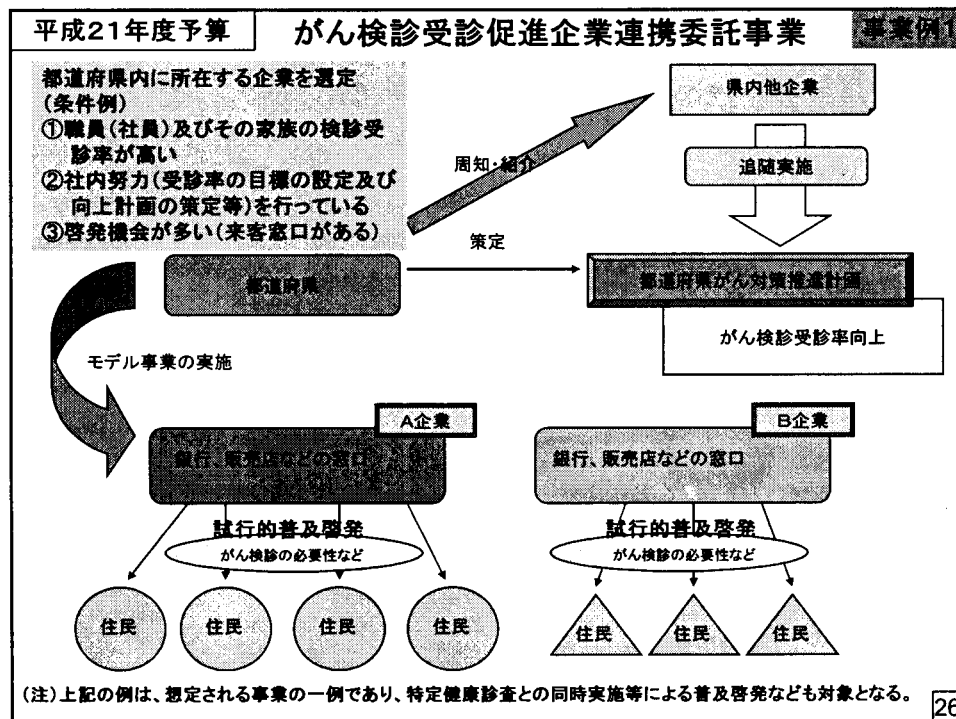 平成21年度予算
がん検診受診促進企業連携委託事業
事業例1
都道府県内に所在する企業を選定
(条件例)
①職員(社員)及びその家族の検診受
診率が高い
②社内努力(受診率の目標の設定及び
向上計画の策定等)を行っている
③啓発機会が多い(来客窓口がある)
県内他企業
周知・紹介
追随実施
策定
都道府県
都道府県がん対策推進計画
がん検診受診率向上
モデル事業の実施
A企業
銀行、販売店などの窓口
試行的普及啓発
がん検診の必要性など
住民
住民
住民
住民
B企業
銀行、販売店などの窓口
試行的普及啓発
がん検診の必要性など
住民
住民
住民
(注)上記の例は、想定される事業の一例であり、特定健康診査との同時実施等による普及啓発なども対象となる。
26